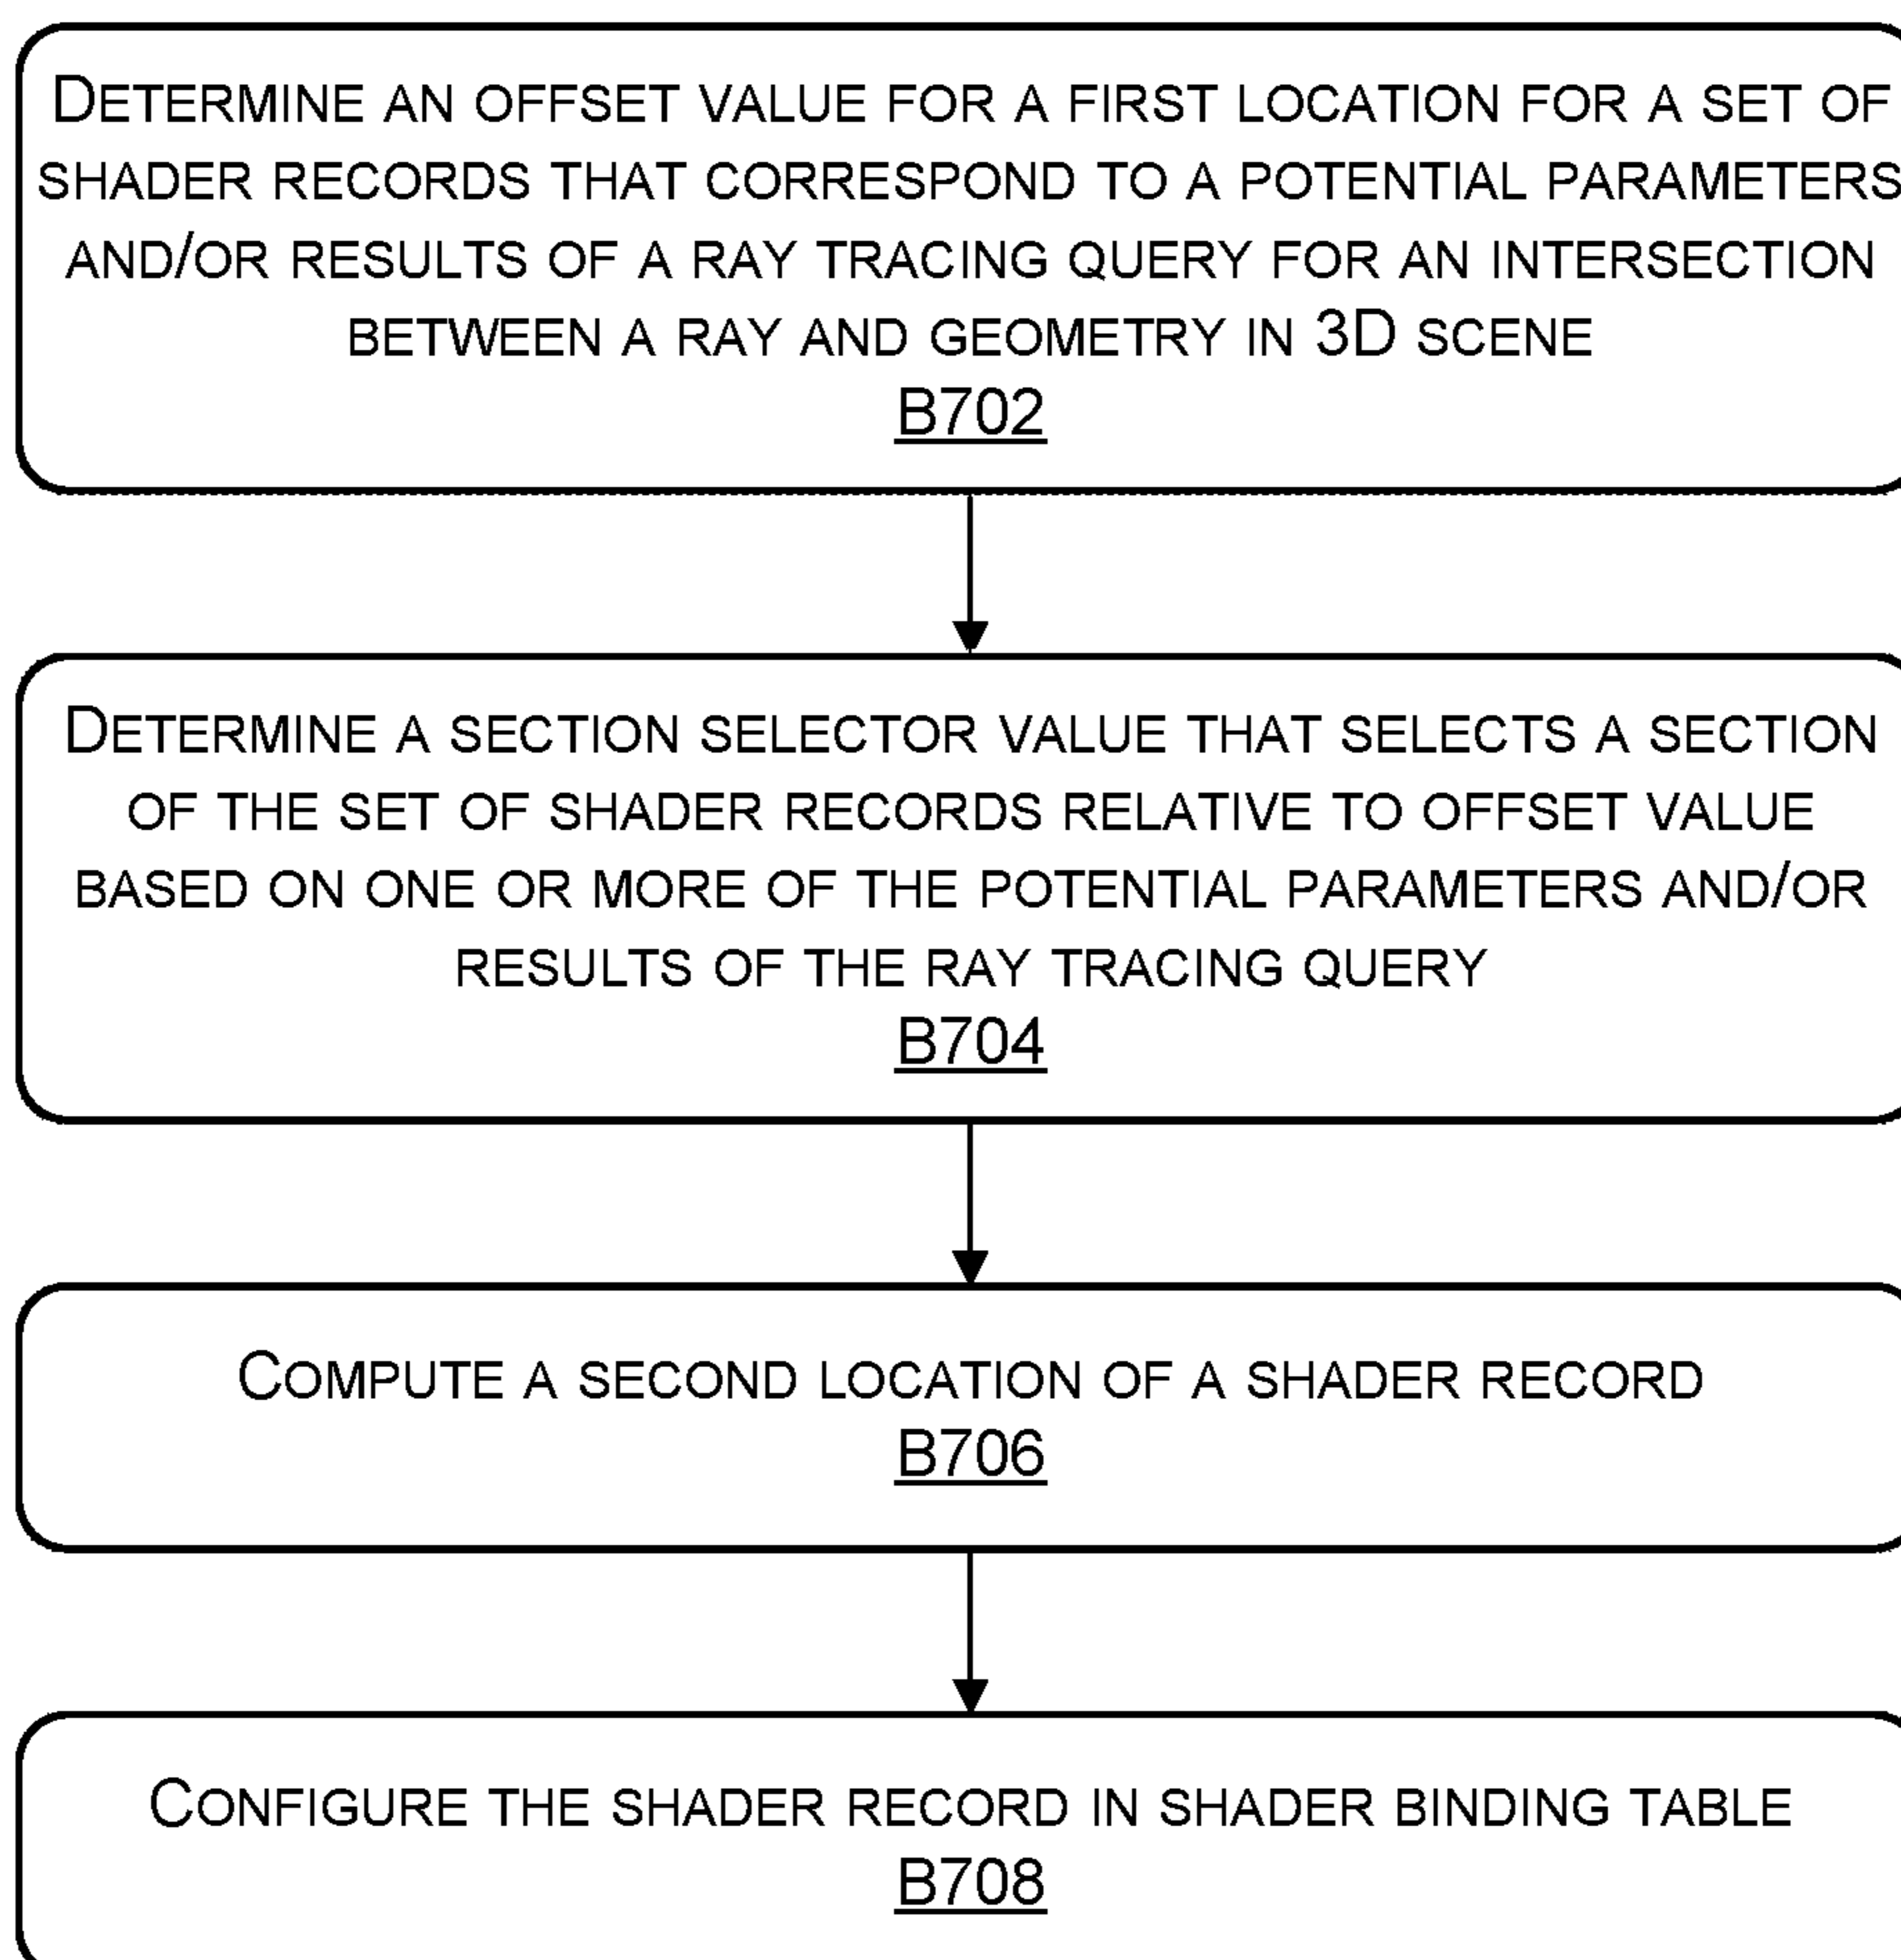 DETERMINE AN OFFSET VALUE FOR A FIRST LOCATION FOR A SET OF
SHADER RECORDS THAT CORRESPOND TO A POTENTIAL PARAMETERS
AND/OR RESULTS OF A RAY TRACING QUERY FOR AN INTERSECTION
BETWEEN A RAY AND GEOMETRY IN 3D SCENE
B702
DETERMINE A SECTION SELECTOR VALUE THAT SELECTS A SECTION
OF THE SET OF SHADER RECORDS RELATIVE TO OFFSET VALUE
BASED ON ONE OR MORE OF THE POTENTIAL PARAMETERS AND/OR
RESULTS OF THE RAY TRACING QUERY
B704
COMPUTE A SECOND LOCATION OF A SHADER RECORD
B706
CONFIGURE THE SHADER RECORD IN SHADER BINDING TABLE
B708